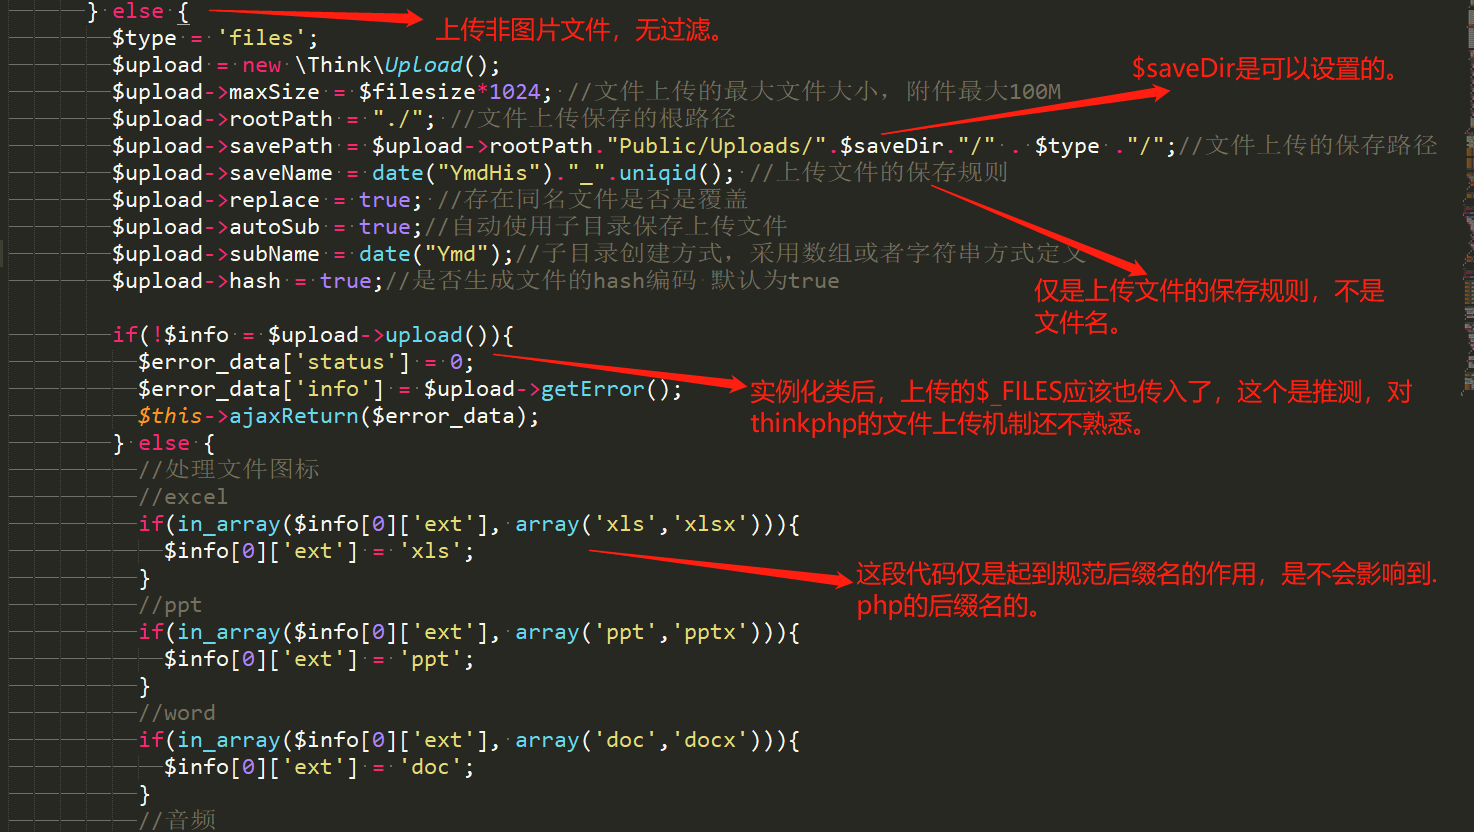 } else {
上传非图片文件，无过滤。
$type = 'files';
$upload = new \Think\Upload();
$saveDir是可以设置的。
$upload->maxSize = $filesize*1024; //文件上传的最大文件大小，附件最大100M
$upload->rootPath = "./"; //文件上传保存的根路径
$upload->savePath = $upload->rootPath."Public/Uploads/".$saveDir."/" . $type ."/";//文件上传的保存路径
$upload->saveName = date("YmdHis")."_".uniqid(); //上传文件的保存规则
$upload->replace = true; //存在同名文件是否是覆盖
$upload->autoSub = true;//自动使用子目录保存上传文件
$upload->subName = date("Ymd");//子目录创建方式，采用数组或者字符串方式定义
$upload->hash = true;//是否生成文件的hash编码 默认为true
仅是上传文件的保存规则，不是
文件名。
if(!$info = $upload->upload()){
$error_data['status'] = 0;
$error_data['info'] = $upload->getError();
$this->ajaxReturn($error_data);
实例化类后，上传的$_FILES应该也传入了，这个是推测，对
thinkphp的文件上传机制还不熟悉。
} else {
//处理文件图标
//excel
if(in_array($info[0]['ext'], array('xls','xlsx'))){
$info[0]['ext'] = 'xls';
}
这段代码仅是起到规范后缀名的作用，是不会影响到.
php的后缀名的。
//ppt
if(in_array($info[0]['ext'], array('ppt','pptx'))){
$info[0]['ext'] = 'ppt';
}
//word
if(in_array($info[0]['ext'], array('doc','docx'))){
$info[0]['ext'] = 'doc';
}
//音频